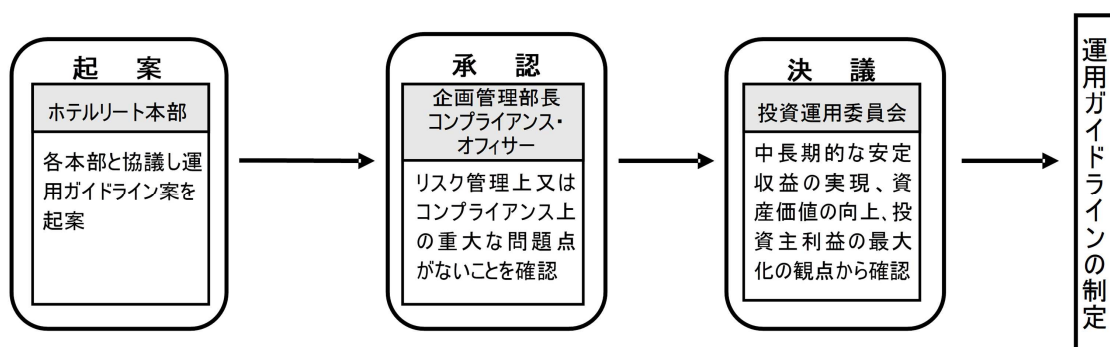 起 案
ホテルリート本部
各本部と協議し運
用ガイドライン案を
起案
承 認
企画管理部長
コンプライアンス・
オフィサー
リスク管理上又は
コンプライアンス上
の重大な問題点
がないことを確認
決 議
投資運用委員会
中長期的な安定
収益の実現、資
産価値の向上、投
資主利益の最大
化の観点から確認
運用ガイドラインの制定